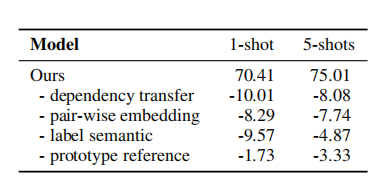 Model 1-shot 5-shots
Ours 70.41 75.01
- dependency transfer -10.01 -8.08
- pair-wise embedding -8.29 -7.74
- label semantic -9.57 -4.87
- prototype reference -1.73 -3.33